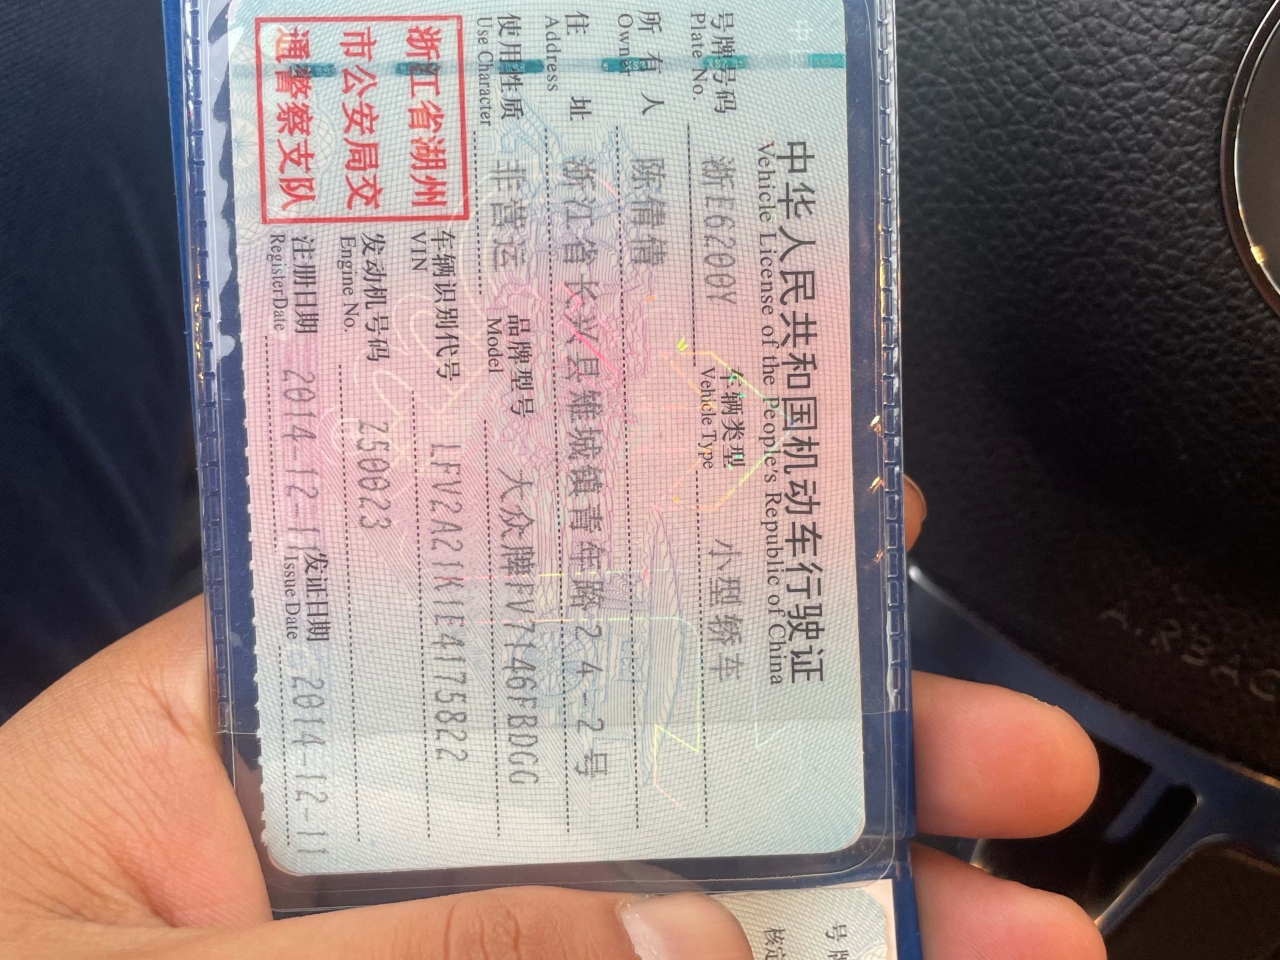 中华人民共和国机动车行驶证
Vehicle License of the People's Republic of China
号牌号码 浙E6200Y 车辆类型 小型轿车
Plate No. Vehicle Type
所有人 陈倩倩
Owner
住址 浙江省长兴县雉城镇青年路24-2号
Address
使用性质 非营运 品牌型号 大众牌FV7146FBDGG
Use Character Model
浙江省湖州
市公安局交
通警察支队
车辆识别代号 LFV2A21K1E4175822
VIN
发动机号码 Z50023
Engine No.
注册日期 2014-12-11 发证日期 2014-12-11
Register Date Issue Date
号牌
核定
AIRBAG